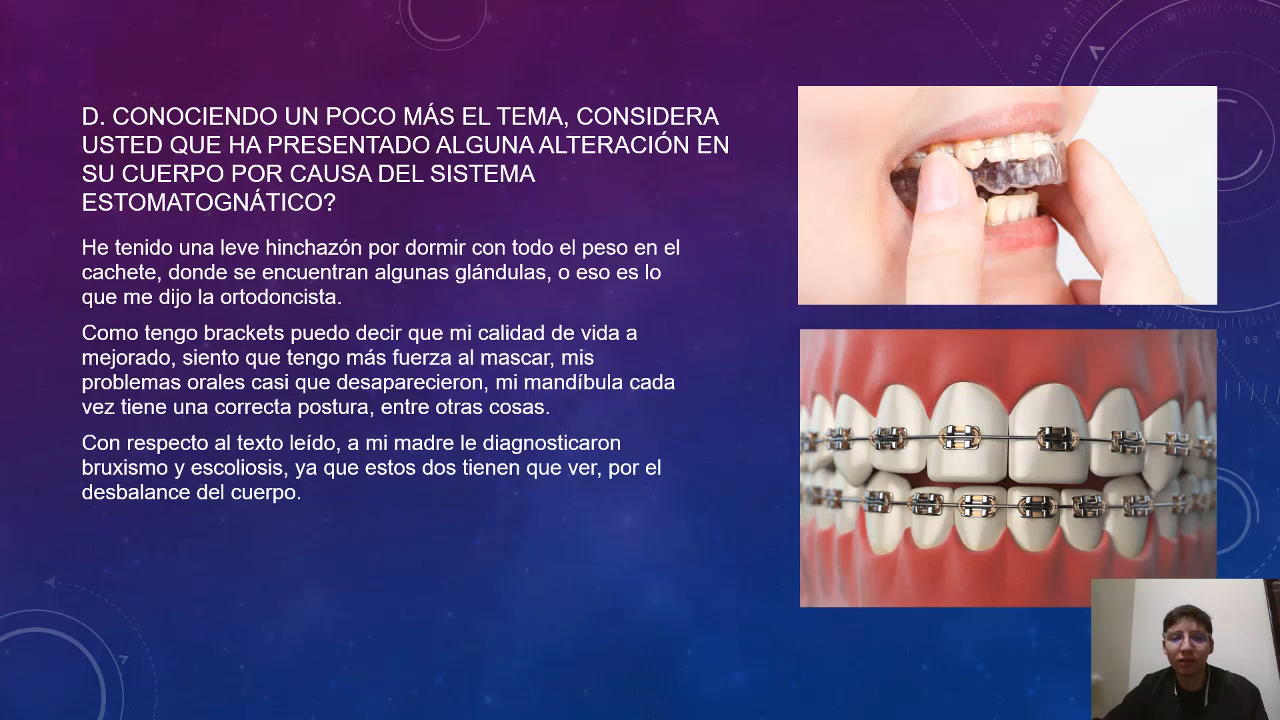 D. CONOCIENDO UN POCO MÁS EL TEMA, CONSIDERA
USTED QUE HA PRESENTADO ALGUNA ALTERACIÓN EN
SU CUERPO POR CAUSA DEL SISTEMA
ESTOMATOGNÁTICO?
He tenido una leve hinchazón por dormir con todo el peso en el
cachete, donde se encuentran algunas glándulas, o eso es lo
que me dijo la ortodoncista.
Como tengo brackets puedo decir que mi calidad de vida a
mejorado, siento que tengo más fuerza al mascar, mis
problemas orales casi que desaparecieron, mi mandíbula cada
vez tiene una correcta postura, entre otras cosas.
Con respecto al texto leído, a mi madre le diagnosticaron
bruxismo y escoliosis, ya que estos dos tienen que ver, por el
desbalance del cuerpo.
190 200 210
80